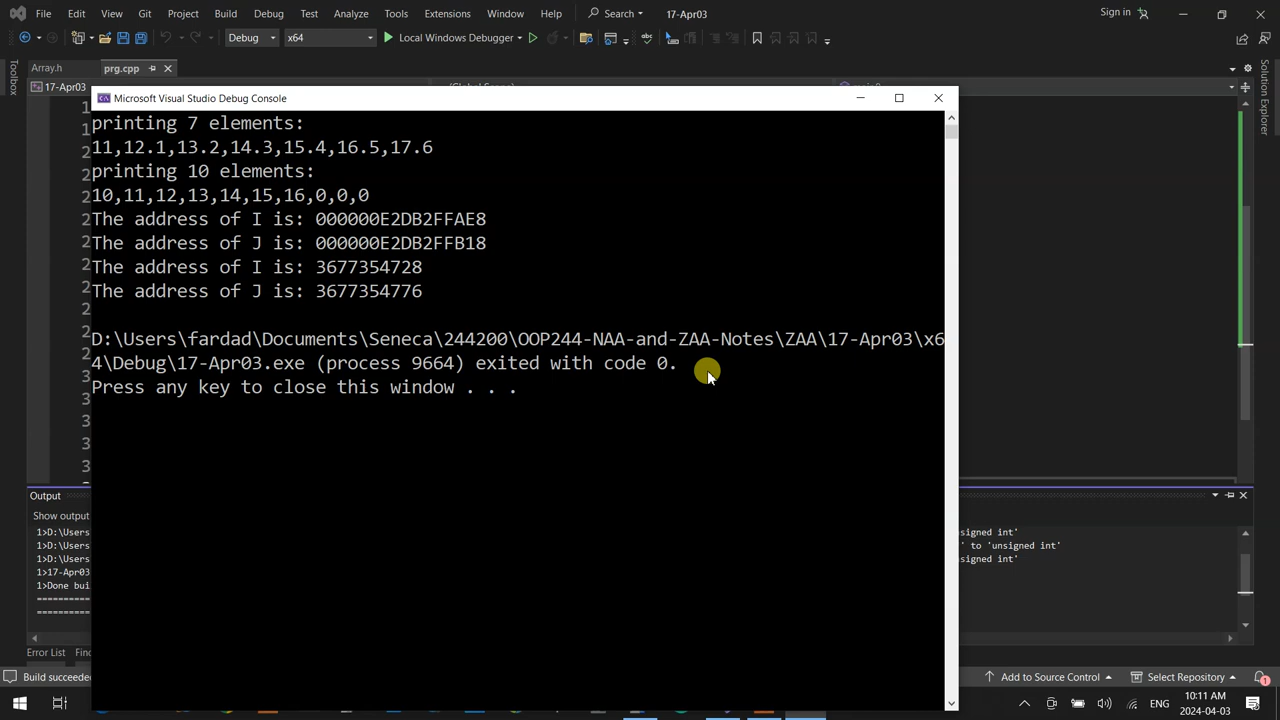 File Edit View Git Project Build Debug Test Analyze Tools Extensions Window Help Search 17-Apr03 Sign in
Debug x64 Local Windows Debugger
Array.h prg.cpp
17-Apr03
Toolbox
Solution Explorer
Microsoft Visual Studio Debug Console
printing 7 elements:
11,12.1,13.2,14.3,15.4,16.5,17.6
printing 10 elements:
10,11,12,13,14,15,16,0,0,0
The address of I is: 000000E2DB2FFAE8
The address of J is: 000000E2DB2FFB18
The address of I is: 3677354728
The address of J is: 3677354776
D:\Users\fardad\Documents\Seneca\244200\OOP244-NAA-and-ZAA-Notes\ZAA\17-Apr03\x6
4\Debug\17-Apr03.exe (process 9664) exited with code 0.
Press any key to close this window . . .
Output
Show output
1>D:\Users signed int'
1>D:\Users ' to 'unsigned int'
1>D:\Users signed int'
1>17-Apr03
1>Done bui
==========
==========
Error List
Build succeeded Add to Source Control Select Repository 1
ENG 10:11 AM
2024-04-03